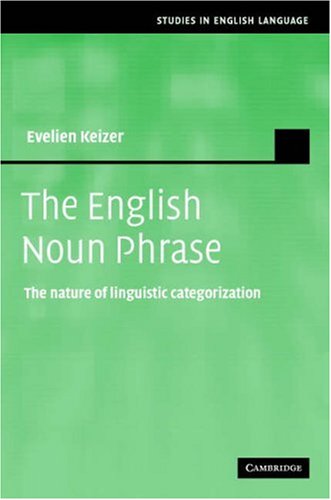 STUDIES IN ENGLISH LANGUAGE
Evelien Keizer
The English
Noun Phrase
The nature of linguistic categorization
CAMBRIDGE